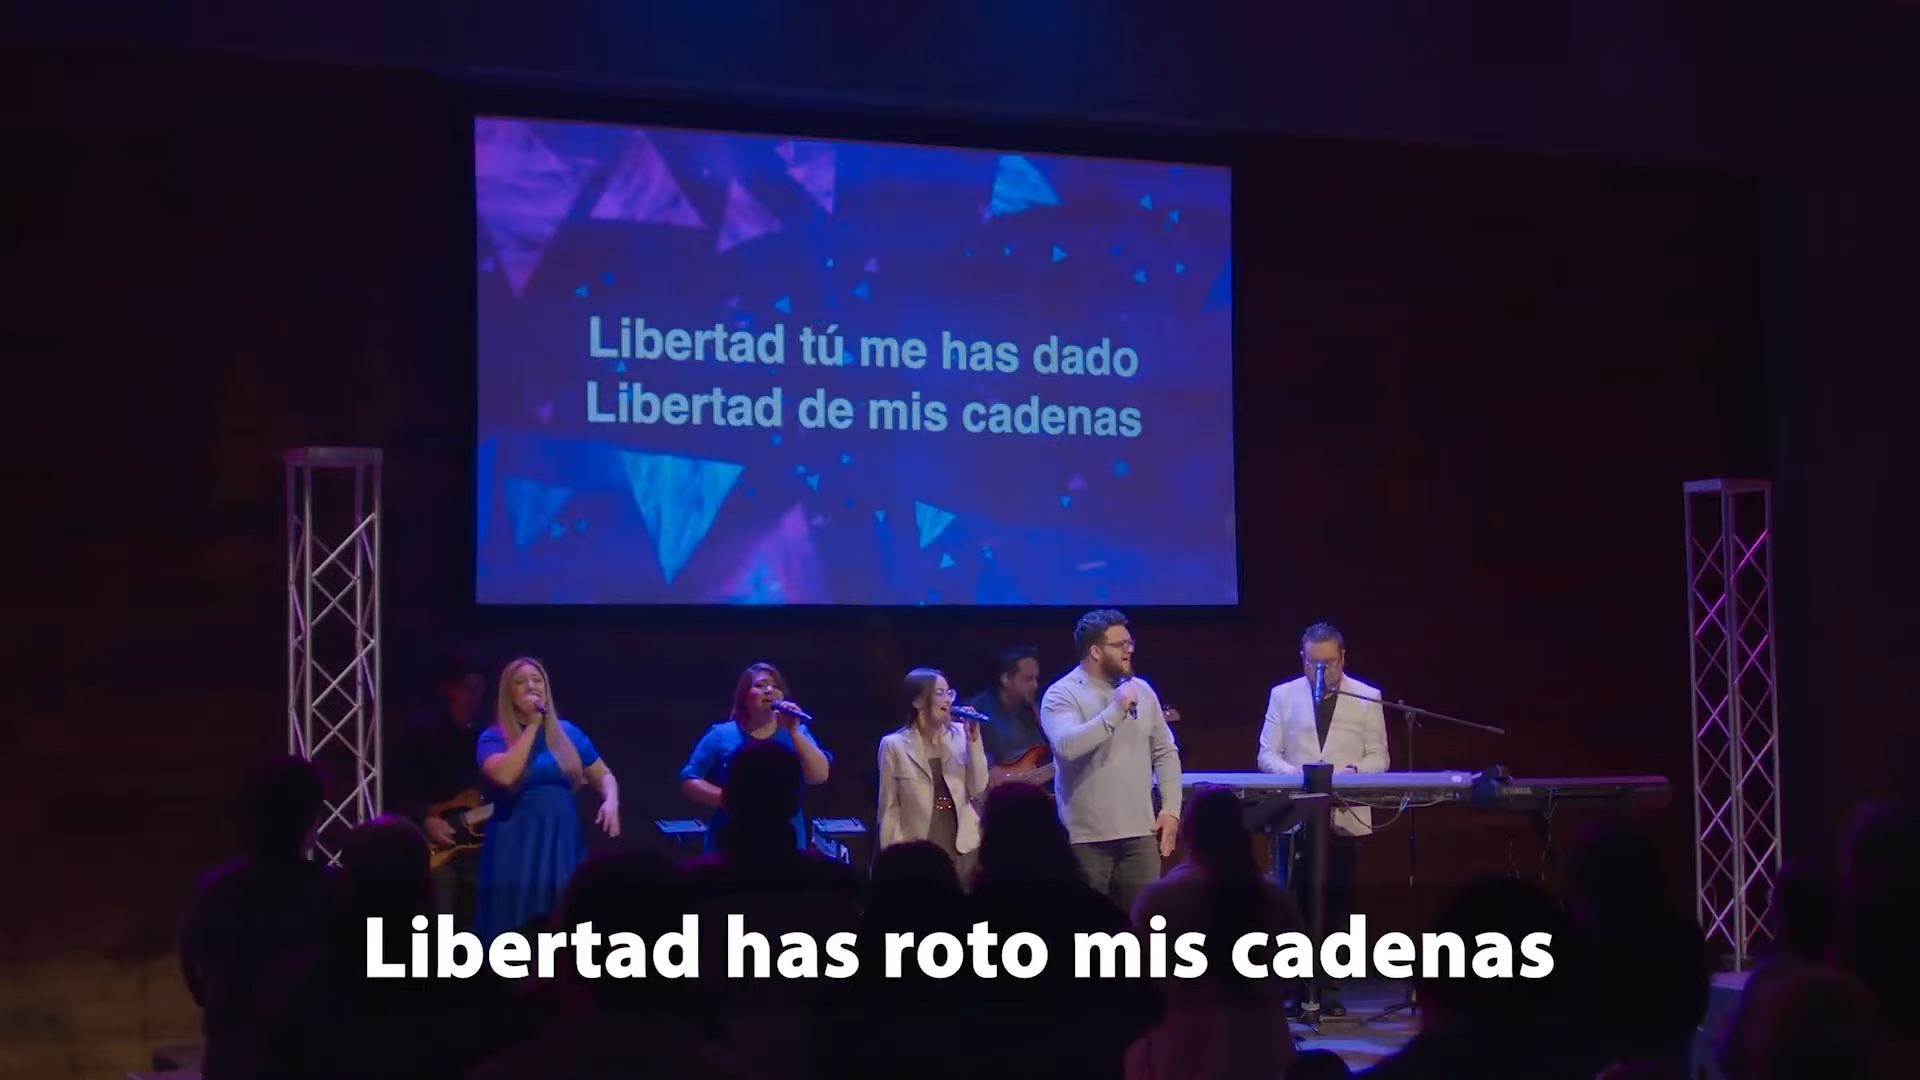 Libertad tú me has dado
Libertad de mis cadenas
Libertad has roto mis cadenas